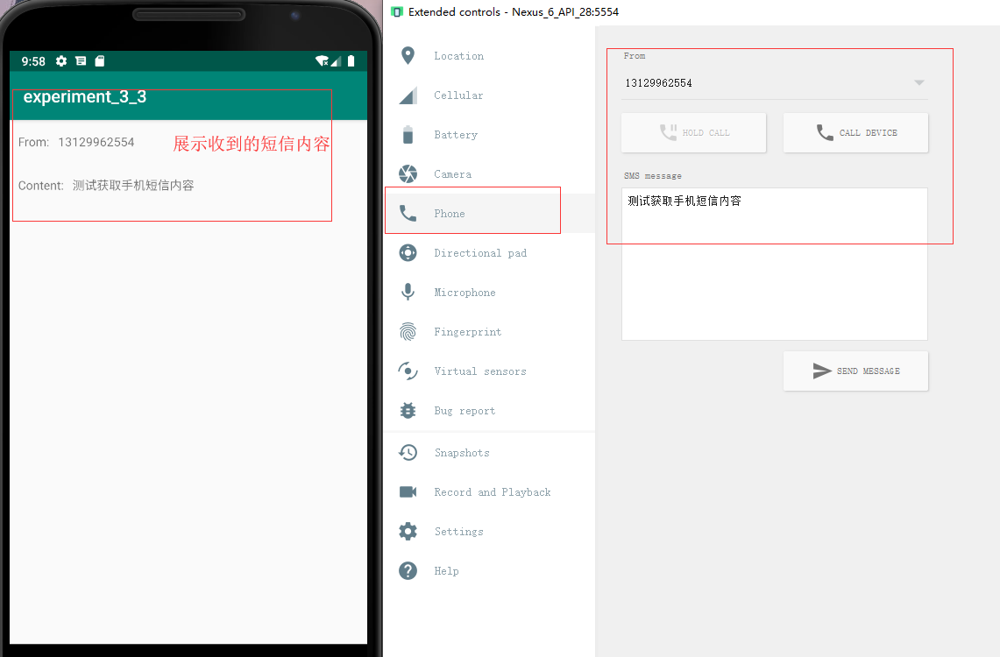 9:58
experiment_3_3
From: 13129962554
展示收到的短信内容
Content: 测试获取手机短信内容
Extended controls - Nexus_6_API_28:5554
Location
Cellular
Battery
Camera
Phone
Directional pad
Microphone
Fingerprint
Virtual sensors
Bug report
Snapshots
Record and Playback
Settings
Help
From
13129962554
HOLD CALL
CALL DEVICE
SMS message
测试获取手机短信内容
SEND MESSAGE